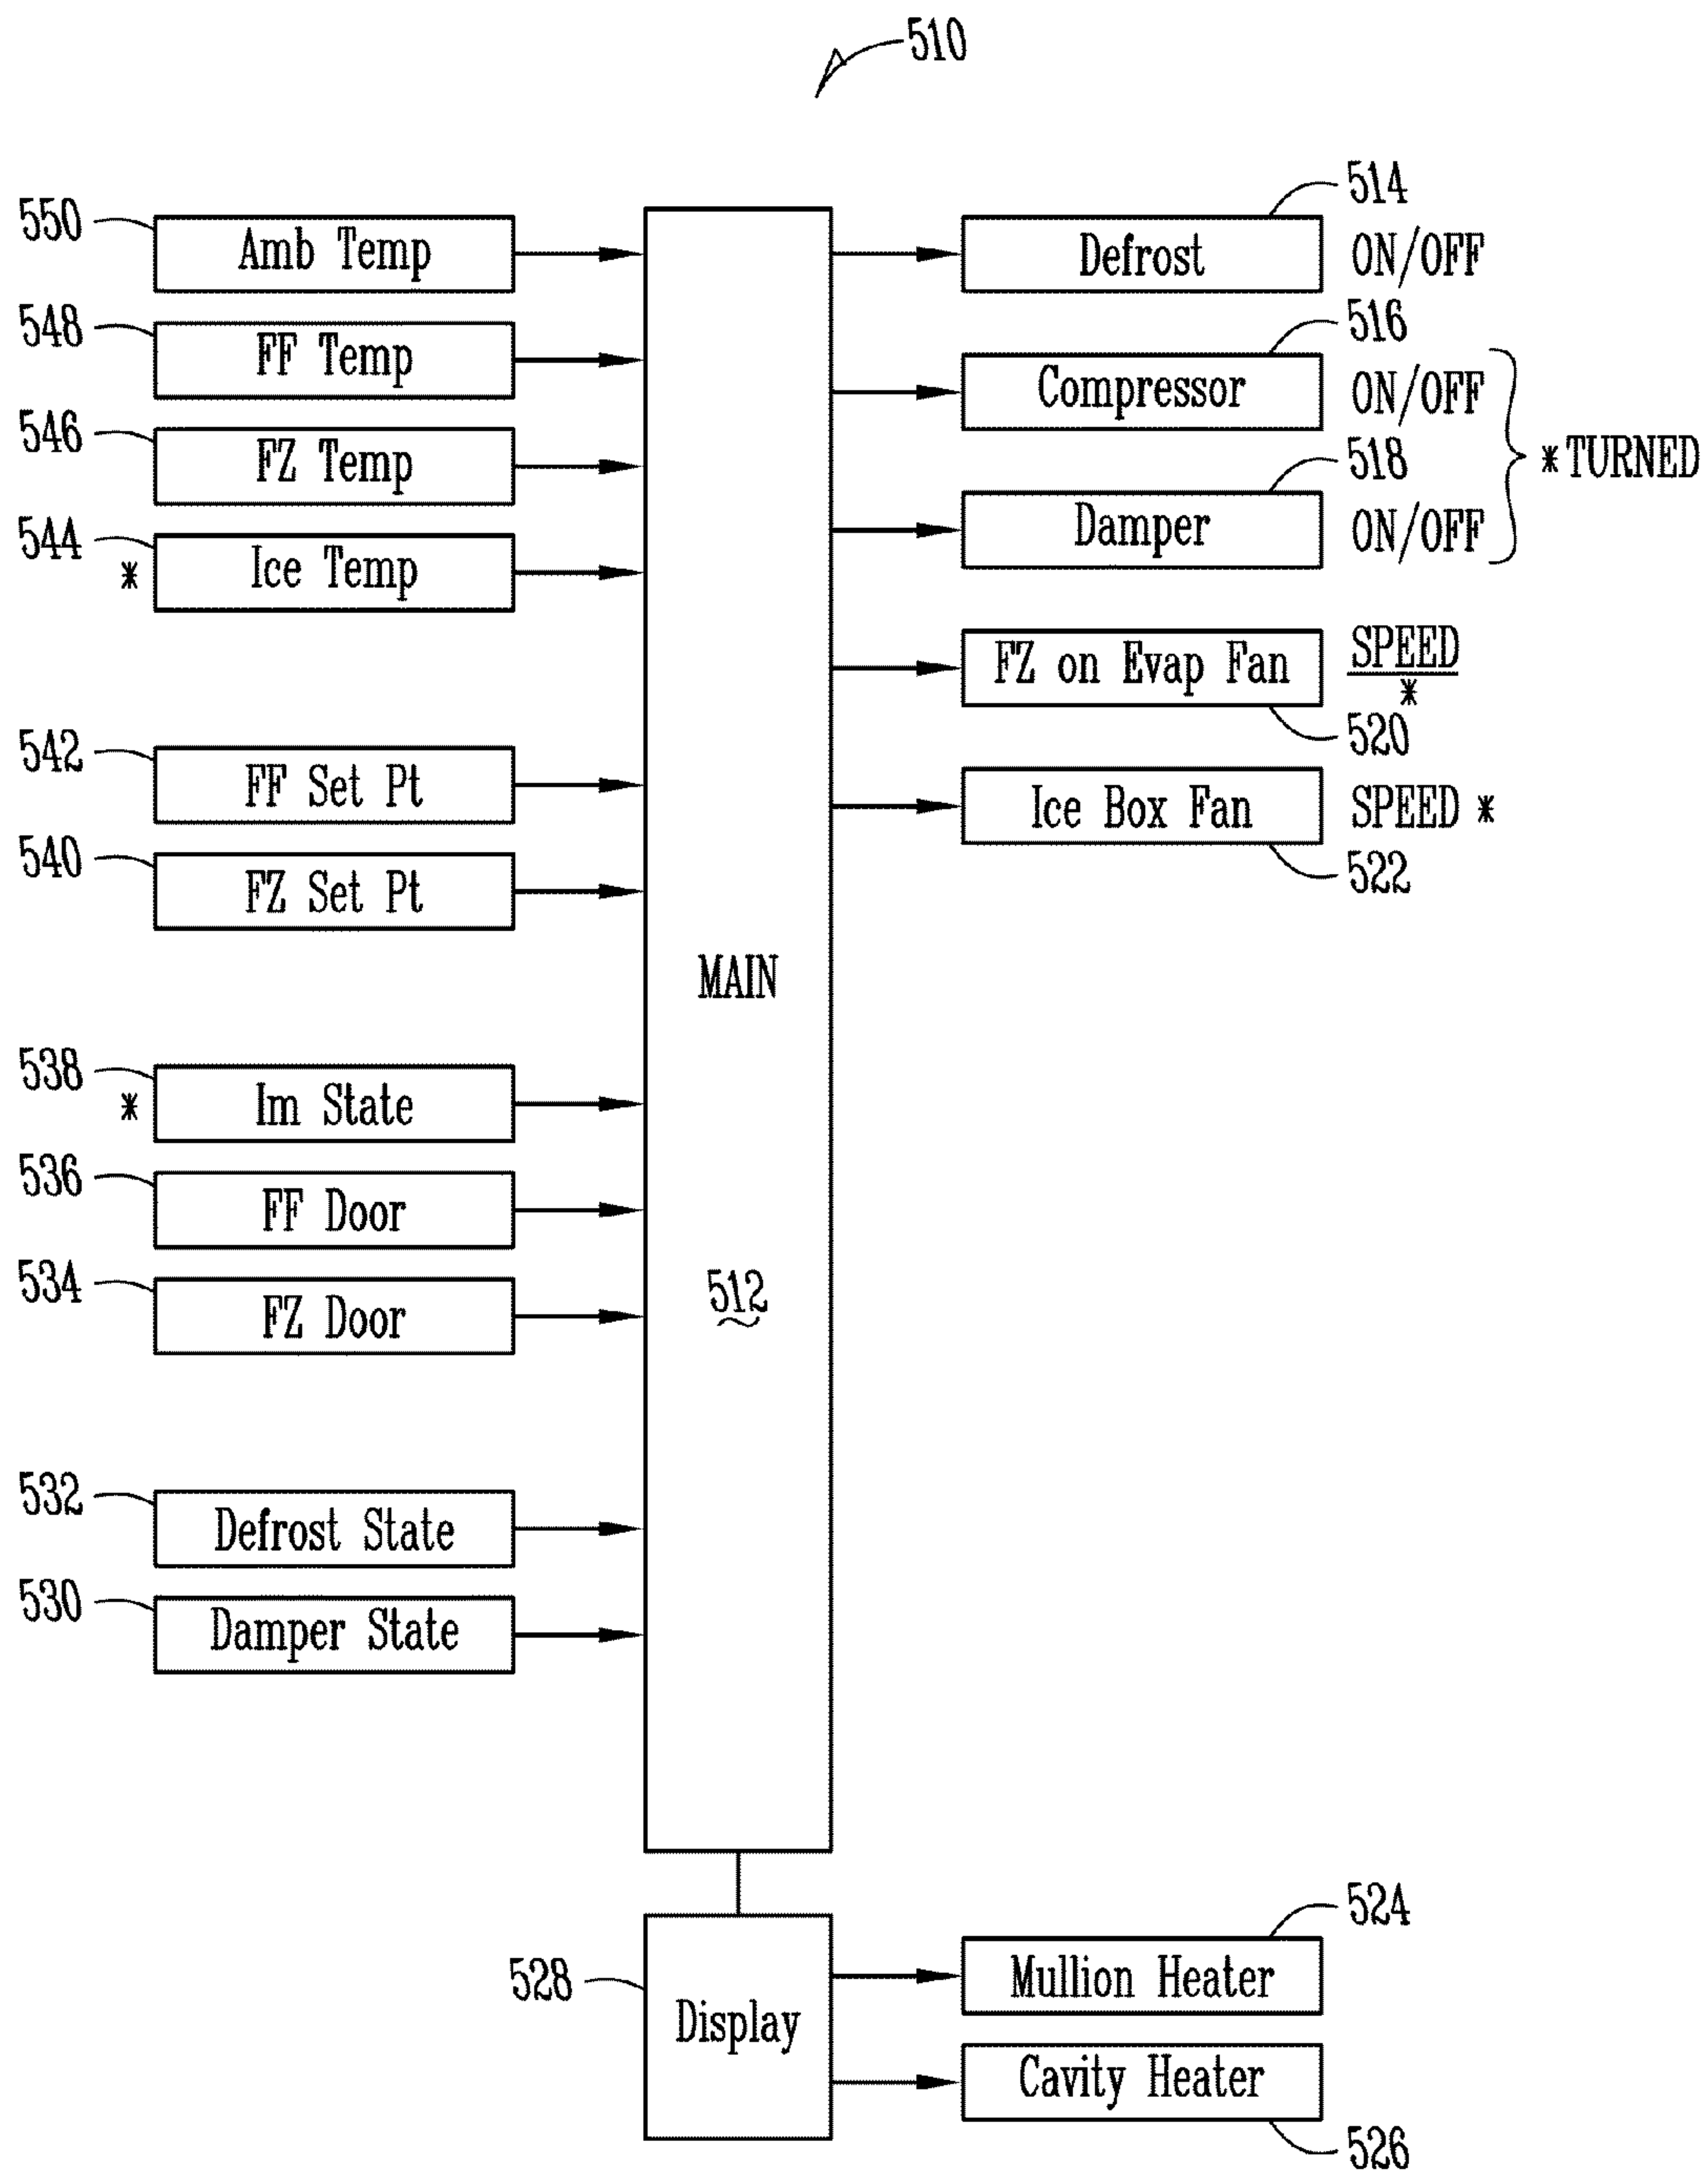 510
550
Amb Temp
548
FF Temp
546
FZ Temp
544
* Ice Temp
542
FF Set Pt
540
FZ Set Pt
538
* Im State
536
FF Door
534
FZ Door
532
Defrost State
530
Damper State
MAIN
512
514
Defrost ON/OFF
516
Compressor ON/OFF
* TURNED
518
Damper ON/OFF
FZ on Evap Fan SPEED
*
520
Ice Box Fan SPEED *
522
528
Display
524
Mullion Heater
Cavity Heater
526